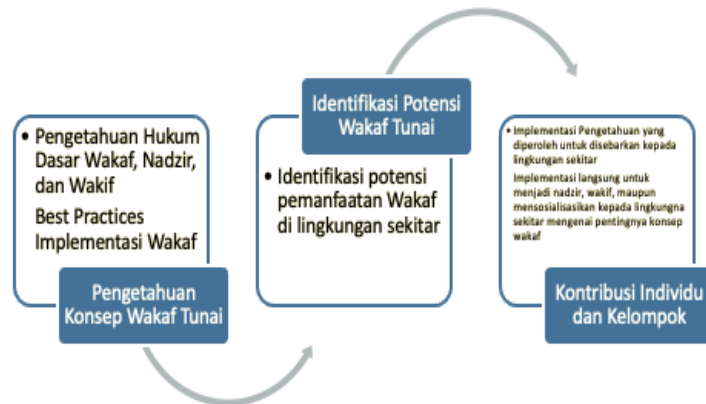 • Pengetahuan Hukum
Dasar Wakaf, Nadzir,
dan Wakif
Best Practices
Implementasi Wakaf
Pengetahuan
Konsep Wakaf Tunai
Identifikasi Potensi
Wakaf Tunai
• Identifikasi potensi
pemanfaatan Wakaf
di lingkungan sekitar
• Implementasi Pengetahuan yang
diperoleh untuk disebarkan kepada
lingkungan sekitar
Implementasi langsung untuk
menjadi nadzir, wakif, maupun
mensosialisasikan kepada lingkungna
sekitar mengenai pentingnya konsep
wakaf
Kontribusi Individu
dan Kelompok